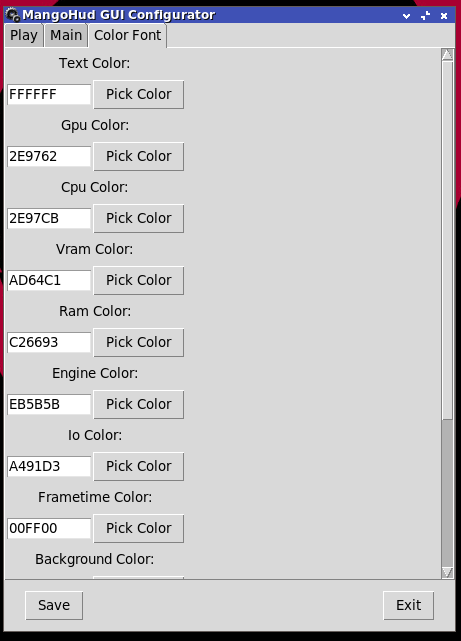 MangoHud GUI Configurator
Play Main Color Font
Text Color:
FFFFFF Pick Color
Gpu Color:
2E9762 Pick Color
Cpu Color:
2E97CB Pick Color
Vram Color:
AD64C1 Pick Color
Ram Color:
C26693 Pick Color
Engine Color:
EB5B5B Pick Color
Io Color:
A491D3 Pick Color
Frametime Color:
00FF00 Pick Color
Background Color:
Save Exit